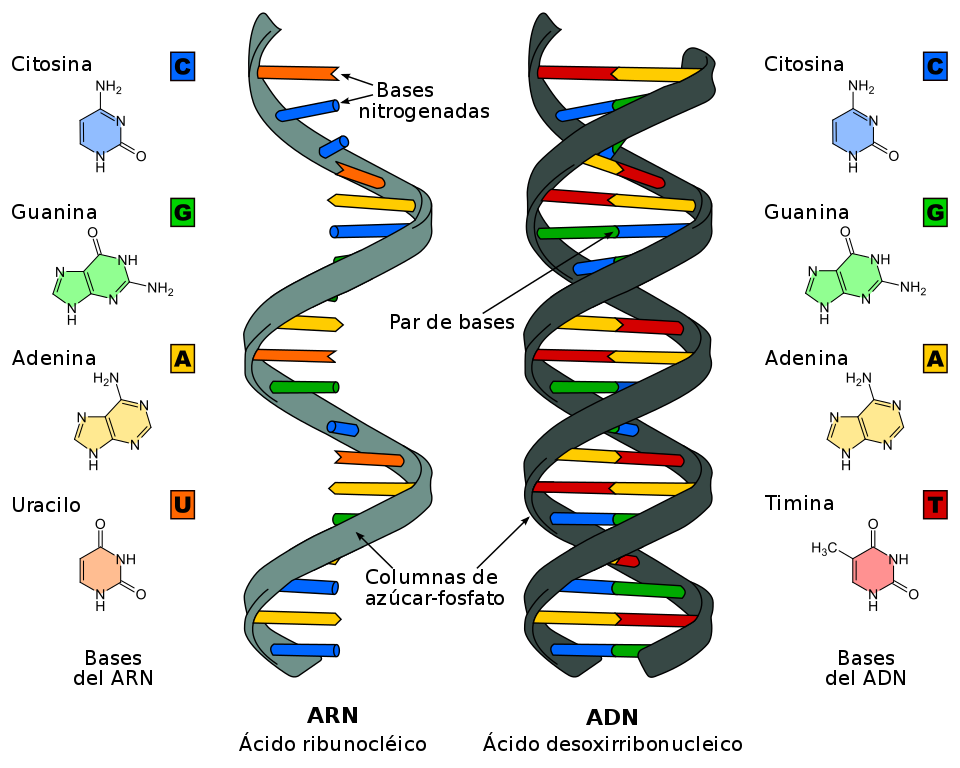 Citosina
C
NH2
N
N
H
O
Guanina
G
O
N
NH
N
H
N
NH2
Adenina
A
H2N
N
N
N
H
N
Uracilo
U
O
NH
N
H
O
Bases
del ARN
Bases
nitrogenadas
Par de bases
Columnas de
azúcar-fosfato
ARN
Ácido ribunocléico
ADN
Ácido desoxirribonucleico
Citosina
C
NH2
N
N
H
O
Guanina
G
O
N
NH
N
H
N
NH2
Adenina
A
H2N
N
N
N
H
N
Timina
T
O
H3C
NH
N
H
O
Bases
del ADN